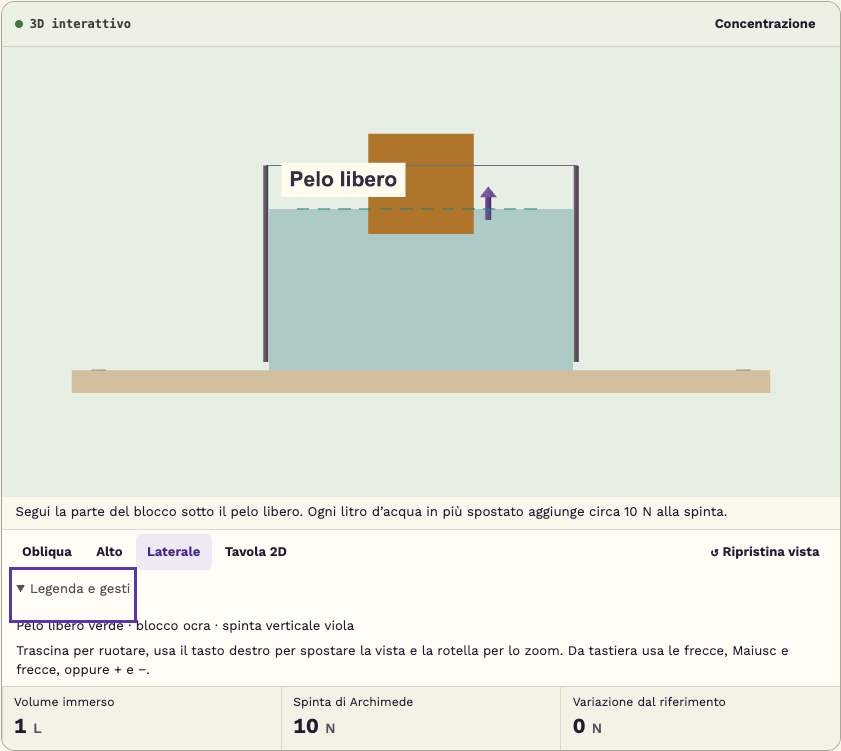 3D interattivo
Concentrazione
Pelo libero
Segui la parte del blocco sotto il pelo libero. Ogni litro d’acqua in più spostato aggiunge circa 10 N alla spinta.
Obliqua Alto Laterale Tavola 2D ↺ Ripristina vista
▼ Legenda e gesti
Pelo libero verde · blocco ocra · spinta verticale viola
Trascina per ruotare, usa il tasto destro per spostare la vista e la rotella per lo zoom. Da tastiera usa le frecce, Maiusc e
frecce, oppure + e −.
Volume immerso
1 L
Spinta di Archimede
10 N
Variazione dal riferimento
0 N